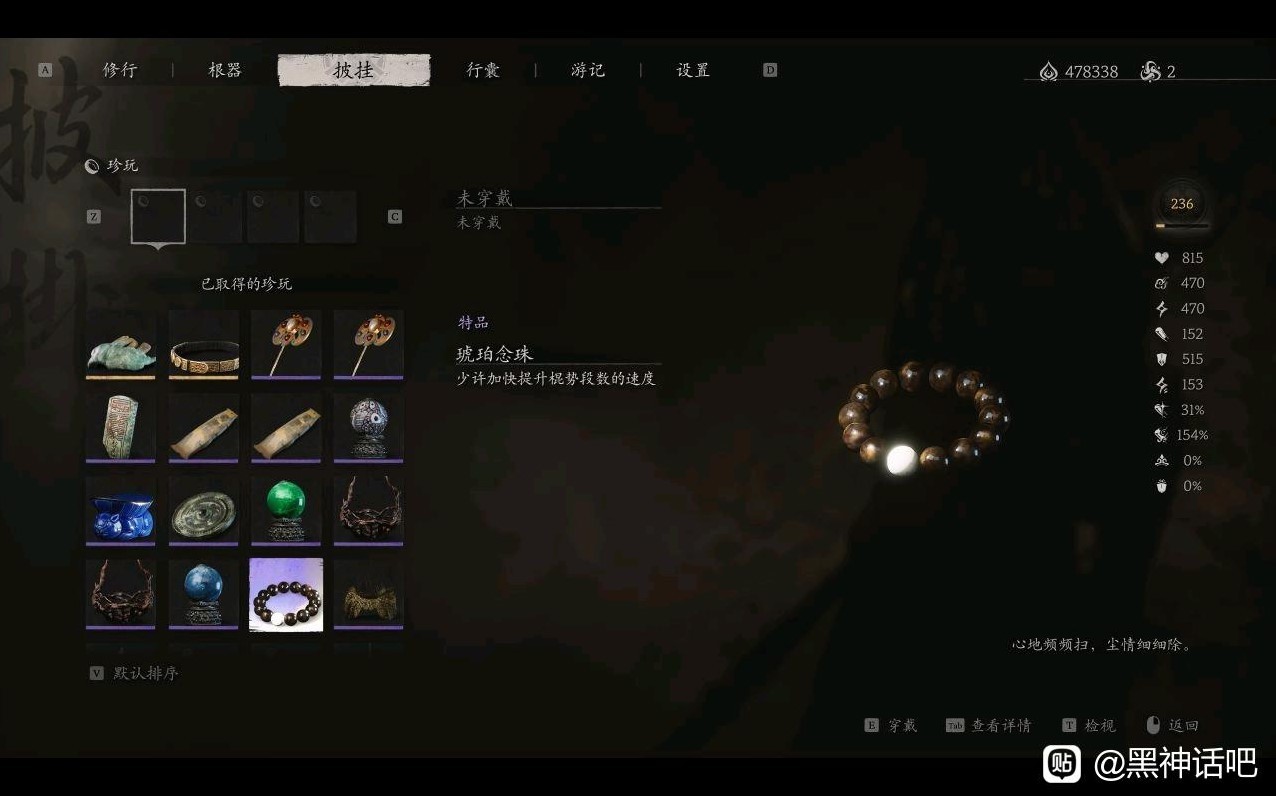 A 修行 | 根器 披挂 行囊 | 游记 | 设置 D
478338 2
披挂
珍玩
Z C
已取得的珍玩
V 默认排序
未穿戴
未穿戴
特品
琥珀念珠
少许加快提升棍势段数的速度
236
815
470
470
152
515
153
31%
154%
0%
0%
心地频频扫，尘情细细除。
E 穿戴 Tab 查看详情 T 检视 返回
贴 @黑神话吧